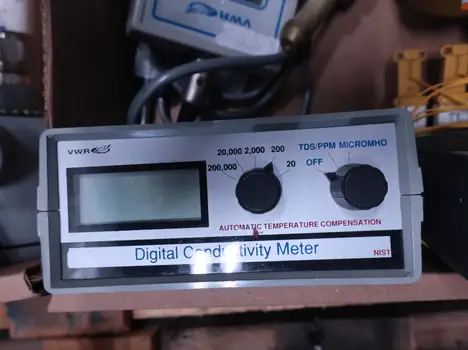 VWR
20,000 2,000 200
200,000 20
TDS/PPM MICROMHO
OFF
AUTOMATIC TEMPERATURE COMPENSATION
Digital Conductivity Meter
NIST
VWR